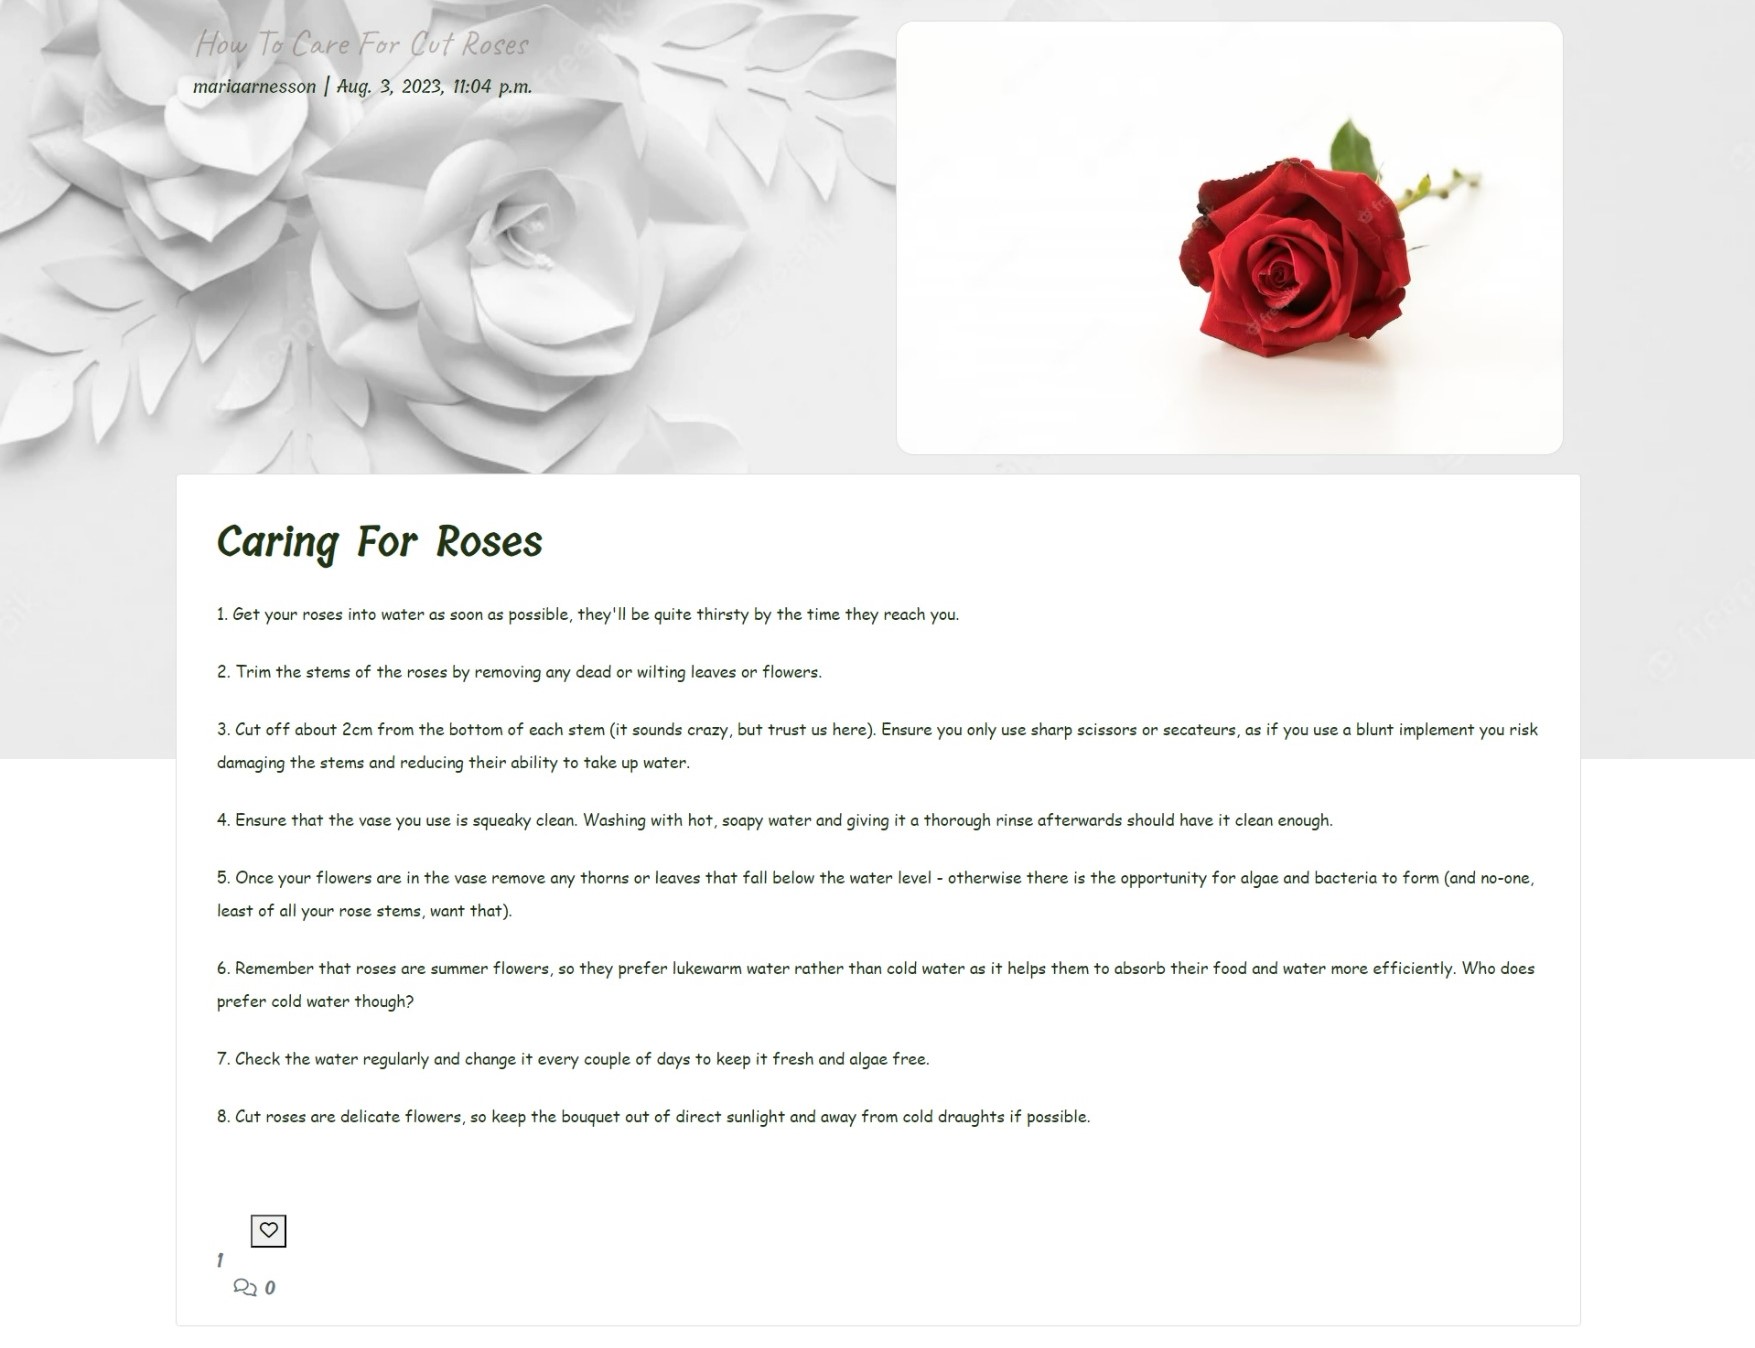 How To Care For Cut Roses
mariaarnesson | Aug. 3, 2023, 11:04 p.m.
Caring For Roses
1. Get your roses into water as soon as possible, they'll be quite thirsty by the time they reach you.
2. Trim the stems of the roses by removing any dead or wilting leaves or flowers.
3. Cut off about 2cm from the bottom of each stem (it sounds crazy, but trust us here). Ensure you only use sharp scissors or secateurs, as if you use a blunt implement you risk
damaging the stems and reducing their ability to take up water.
4. Ensure that the vase you use is squeaky clean. Washing with hot, soapy water and giving it a thorough rinse afterwards should have it clean enough.
5. Once your flowers are in the vase remove any thorns or leaves that fall below the water level - otherwise there is the opportunity for algae and bacteria to form (and no-one,
least of all your rose stems, want that).
6. Remember that roses are summer flowers, so they prefer lukewarm water rather than cold water as it helps them to absorb their food and water more efficiently. Who does
prefer cold water though?
7. Check the water regularly and change it every couple of days to keep it fresh and algae free.
8. Cut roses are delicate flowers, so keep the bouquet out of direct sunlight and away from cold draughts if possible.
1
0